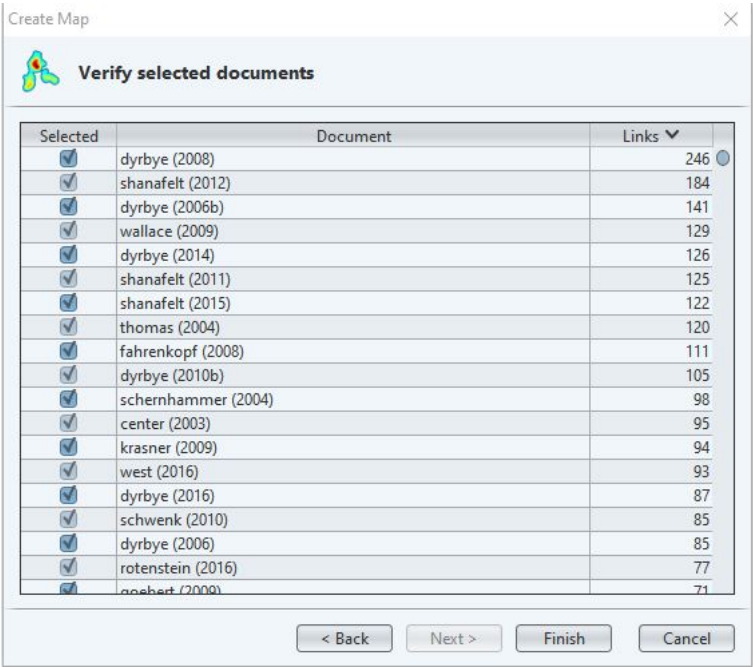 Create Map
Verify selected documents
Selected Document Links
dyrbye (2008) 246
shanafelt (2012) 184
dyrbye (2006b) 141
wallace (2009) 129
dyrbye (2014) 126
shanafelt (2011) 125
shanafelt (2015) 122
thomas (2004) 120
fahrenkopf (2008) 111
dyrbye (2010b) 105
schernhammer (2004) 98
center (2003) 95
krasner (2009) 94
west (2016) 93
dyrbye (2016) 87
schwenk (2010) 85
dyrbye (2006) 85
rotenstein (2016) 77
goebert (2009) 71
< Back Next > Finish Cancel